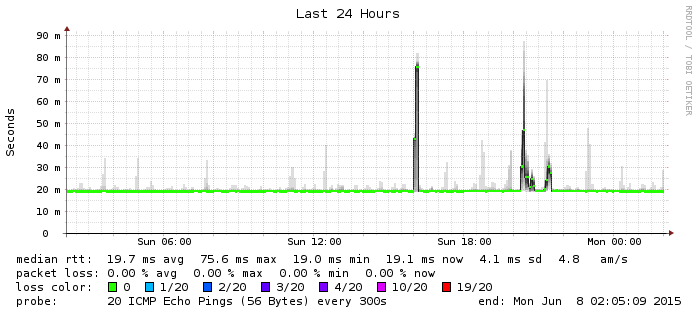 Last 24 Hours
RRDTOOL / TOBI OETIKER
Seconds
90 m
80 m
70 m
60 m
50 m
40 m
30 m
20 m
10 m
0
Sun 06:00 Sun 12:00 Sun 18:00 Mon 00:00
median rtt: 19.7 ms avg 75.6 ms max 19.0 ms min 19.1 ms now 4.1 ms sd 4.8 am/s
packet loss: 0.00 % avg 0.00 % max 0.00 % min 0.00 % now
loss color: 0 1/20 2/20 3/20 4/20 10/20 19/20
probe: 20 ICMP Echo Pings (56 Bytes) every 300s end: Mon Jun 8 02:05:09 2015